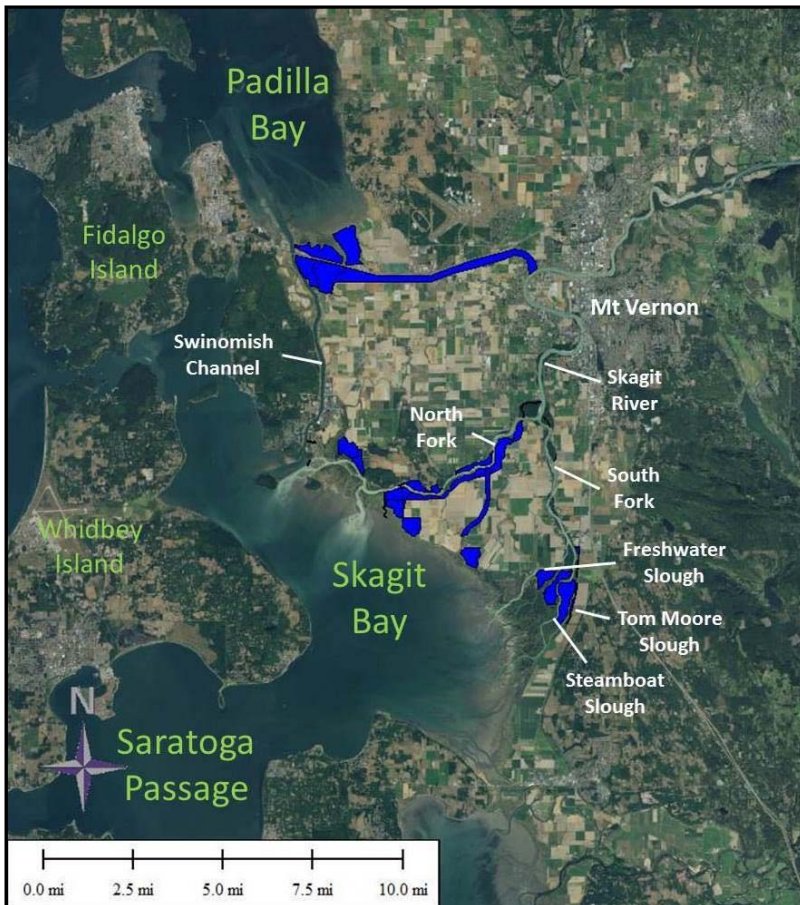 Padilla
Bay
Fidalgo
Island
Mt Vernon
Swinomish
Channel
Skagit
River
North
Fork
South
Fork
Whidbey
Island
Skagit
Bay
Freshwater
Slough
Tom Moore
Slough
Steamboat
Slough
N
Saratoga
Passage
0.0 mi 2.5 mi 5.0 mi 7.5 mi 10.0 mi